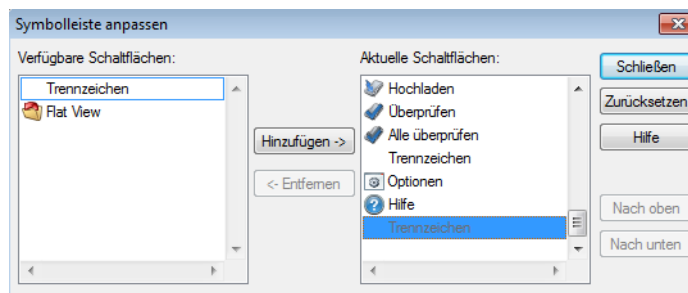 Symbolleiste anpassen
Verfügbare Schaltflächen:
Trennzeichen
Flat View
Hinzufügen ->
<- Entfernen
Aktuelle Schaltflächen:
Hochladen
Überprüfen
Alle überprüfen
Trennzeichen
Optionen
Hilfe
Trennzeichen
Schließen
Zurücksetzen
Hilfe
Nach oben
Nach unten